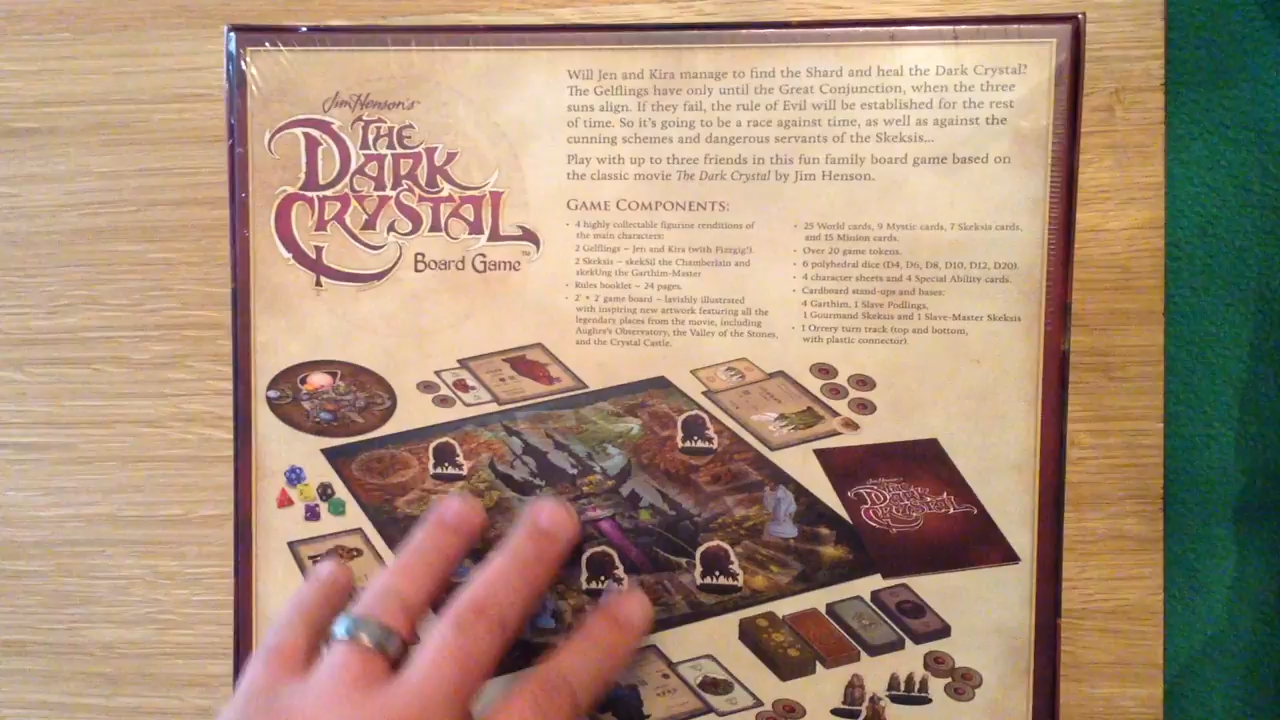 Jim Henson's
THE
DARK
CRYSTAL™
Board Game
Will Jen and Kira manage to find the Shard and heal the Dark Crystal?
The Gelflings have only until the Great Conjunction, when the three
suns align. If they fail, the rule of Evil will be established for the rest
of time. So it's going to be a race against time, as well as against the
cunning schemes and dangerous servants of the Skeksis...
Play with up to three friends in this fun family board game based on
the classic movie The Dark Crystal by Jim Henson.
GAME COMPONENTS:
• 4 highly collectable figurine renditions of
the main characters:
2 Gelflings – Jen and Kira (with Fizzgig!).
2 Skeksis – skekSil the Chamberlain and
skekUng the Garthim-Master
• Rules booklet – 24 pages.
• 2' × 2' game board – lavishly illustrated
with inspiring new artwork featuring all the
legendary places from the movie, including
Aughra's Observatory, the Valley of the Stones,
and the Crystal Castle.
• 25 World cards, 9 Mystic cards, 7 Skeksis cards,
and 15 Minion cards.
• Over 20 game tokens.
• 6 polyhedral dice (D4, D6, D8, D10, D12, D20).
• 4 character sheets and 4 Special Ability cards.
• Cardboard stand-ups and bases:
4 Garthim, 1 Slave Podlings,
1 Gourmand Skeksis and 1 Slave-Master Skeksis
• 1 Orrery turn track (top and bottom,
with plastic connector).
Jim Henson's
THE
DARK
CRYSTAL